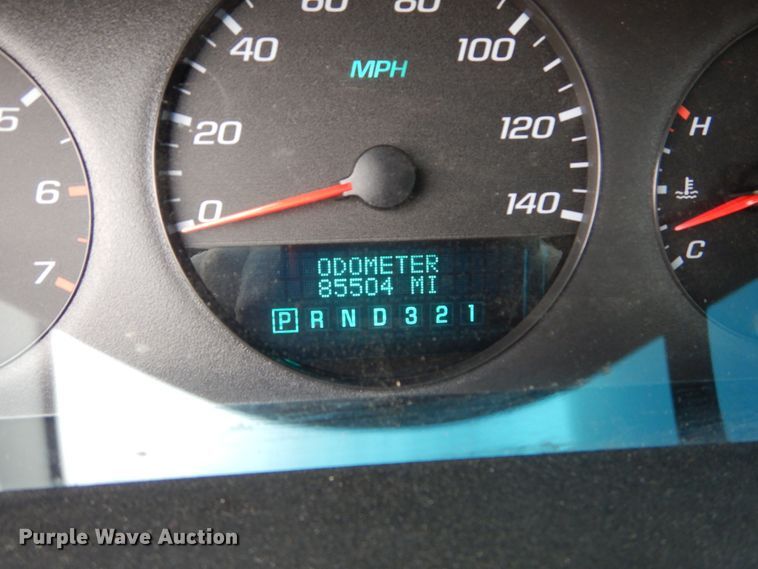 60 80
40 100
MPH
5
20 120
H
6
0 140
C
7
ODOMETER
85504 MI
P R N D 3 2 1
Purple Wave Auction